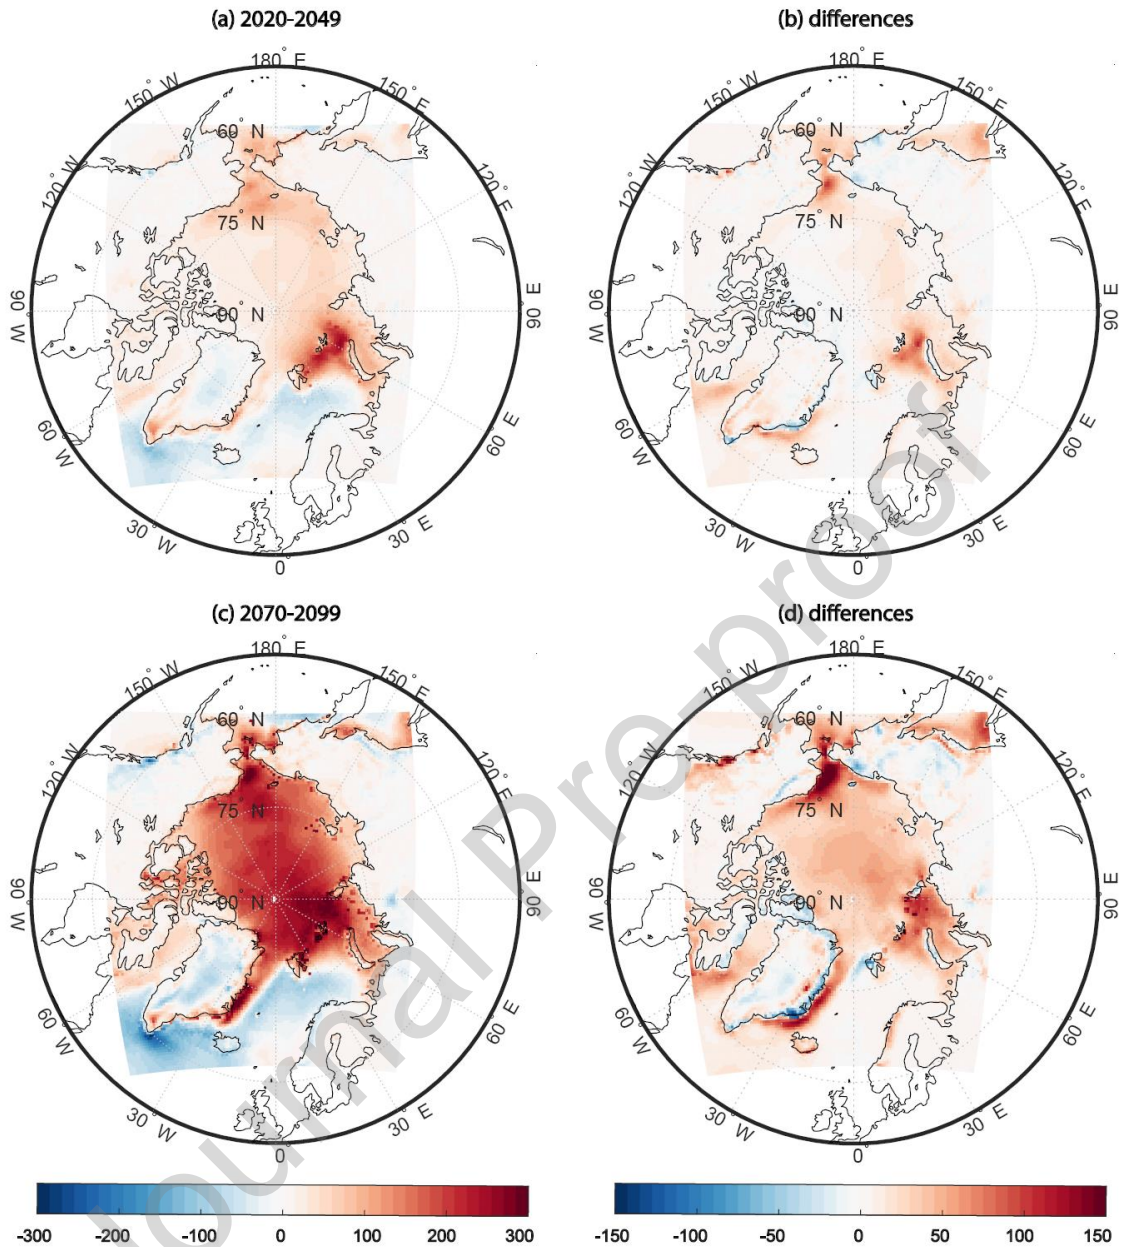 (a) 2020-2049
(b) differences
180° E
150° W
150° E
120° W
120° E
60° N
75° N
90° N
90° W
90° E
60° W
60° E
30° W
30° E
0°
180° E
150° W
150° E
120° W
120° E
60° N
75° N
90° N
90° W
90° E
60° W
60° E
30° W
30° E
0°
(c) 2070-2099
(d) differences
180° E
150° W
150° E
120° W
120° E
60° N
75° N
90° N
90° W
90° E
60° W
60° E
30° W
30° E
0°
180° E
150° W
150° E
120° W
120° E
60° N
75° N
90° N
90° W
90° E
60° W
60° E
30° W
30° E
0°
-300 -200 -100 0 100 200 300
-150 -100 -50 0 50 100 150
Journal Pre-proof